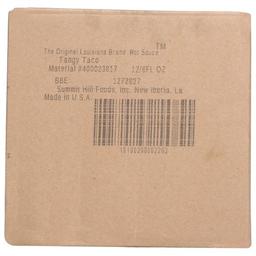 TM
The Original Louisiana Brand Hot Sauce
Tangy Taco
Material #400023837 12/6FL OZ
BBE 1272027
Summit Hill Foods, Inc. New Iberia, La
Made in U.S.A.